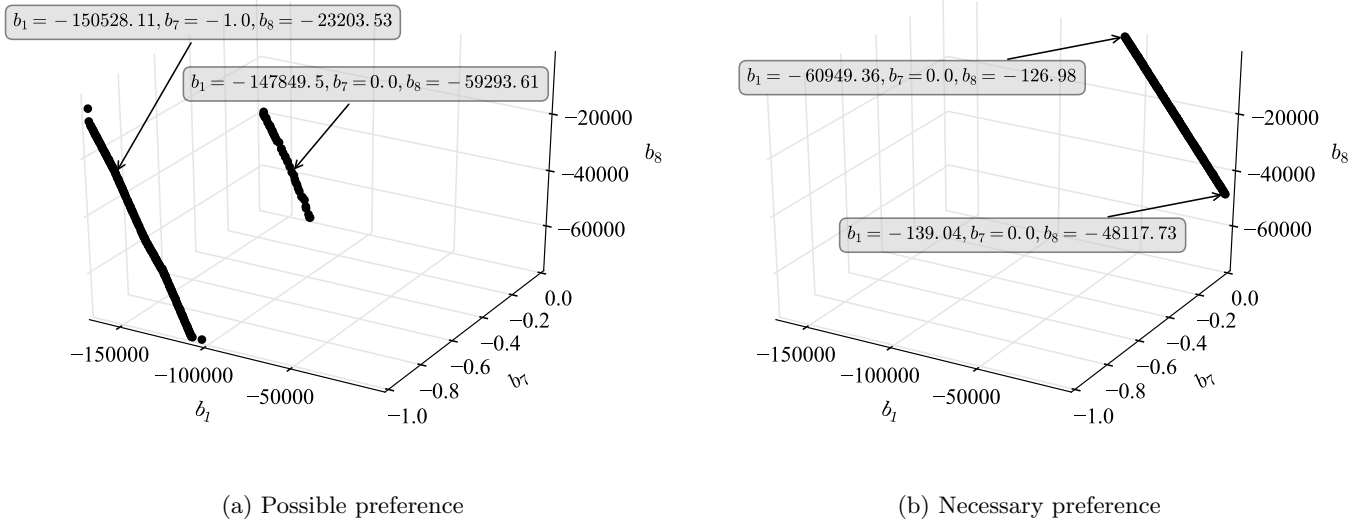 b₁ = −150528.11, b₇ = −1.0, b₈ = −23203.53
b₁ = −147849.5, b₇ = 0.0, b₈ = −59293.61
−20000
−40000
−60000
b₈
0.0
−0.2
−0.4
−0.6
−0.8
−1.0
b₇
−150000
−100000
−50000
b₁
(a) Possible preference
b₁ = −60949.36, b₇ = 0.0, b₈ = −126.98
b₁ = −139.04, b₇ = 0.0, b₈ = −48117.73
−20000
−40000
−60000
b₈
0.0
−0.2
−0.4
−0.6
−0.8
−1.0
b₇
−150000
−100000
−50000
b₁
(b) Necessary preference